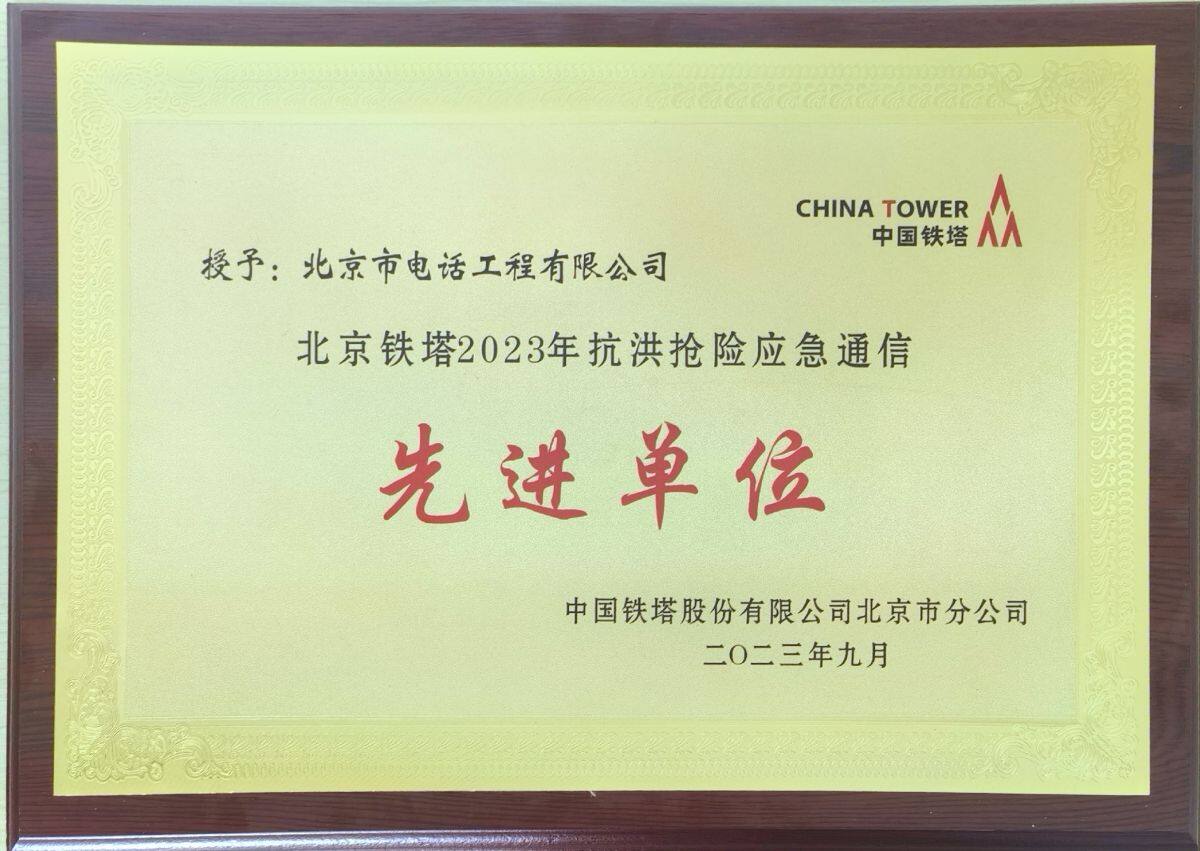 CHINA TOWER
中国铁塔
授予：北京市电话工程有限公司
北京铁塔2023年抗洪抢险应急通信
先进单位
中国铁塔股份有限公司北京市分公司
二〇二三年九月